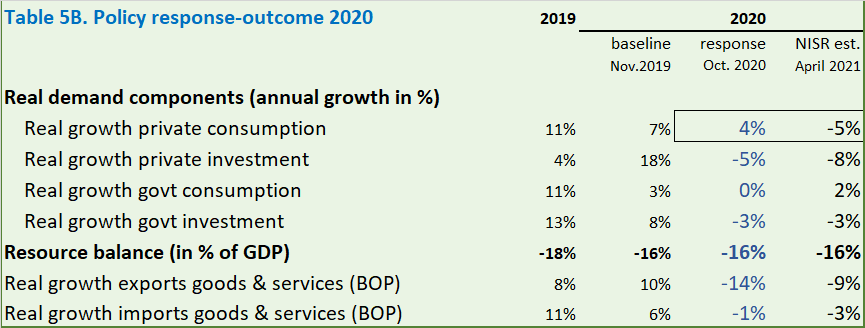 Table 5B. Policy response-outcome 2020 2019 2020
baseline response NISR est.
Nov.2019 Oct. 2020 April 2021
Real demand components (annual growth in %)
Real growth private consumption 11% 7% 4% -5%
Real growth private investment 4% 18% -5% -8%
Real growth govt consumption 11% 3% 0% 2%
Real growth govt investment 13% 8% -3% -3%
Resource balance (in % of GDP) -18% -16% -16% -16%
Real growth exports goods & services (BOP) 8% 10% -14% -9%
Real growth imports goods & services (BOP) 11% 6% -1% -3%